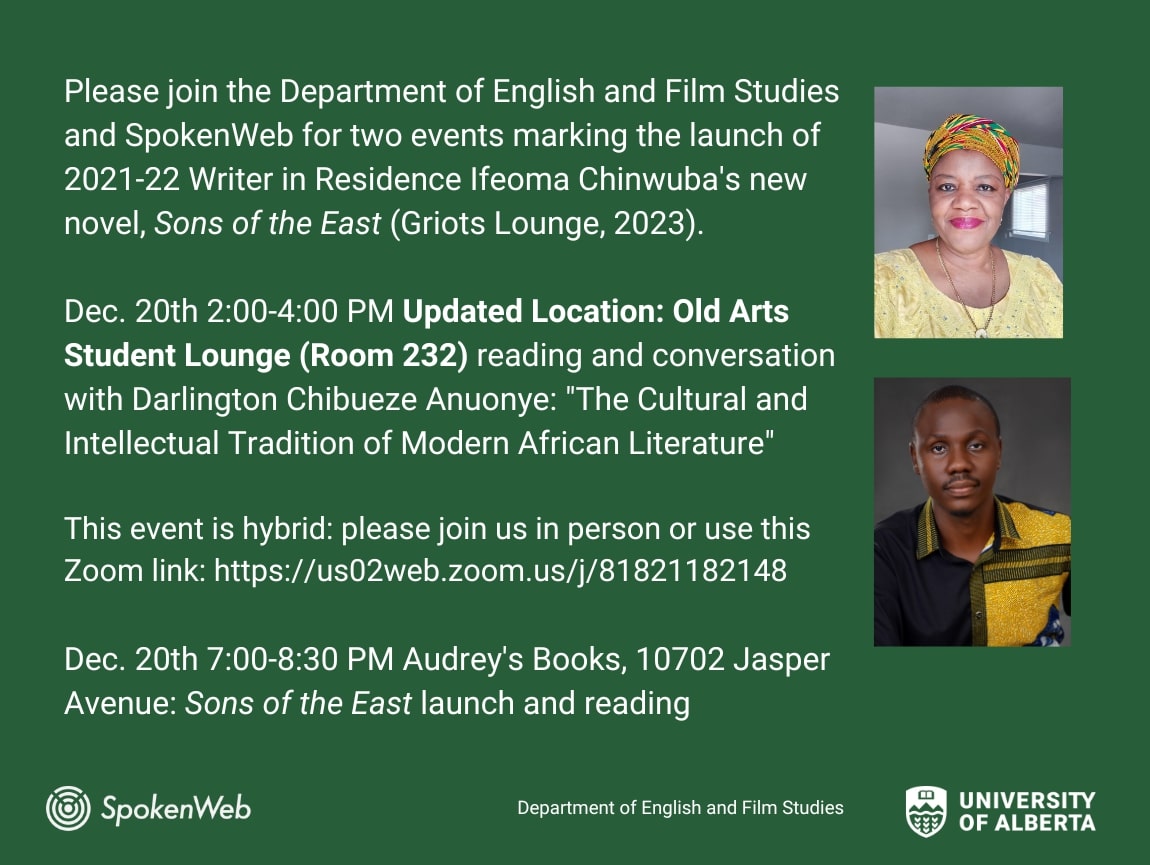 Please join the Department of English and Film Studies
and SpokenWeb for two events marking the launch of
2021-22 Writer in Residence Ifeoma Chinwuba's new
novel, Sons of the East (Griots Lounge, 2023).
Dec. 20th 2:00-4:00 PM Updated Location: Old Arts
Student Lounge (Room 232) reading and conversation
with Darlington Chibueze Anuonye: "The Cultural and
Intellectual Tradition of Modern African Literature"
This event is hybrid: please join us in person or use this
Zoom link: https://us02web.zoom.us/j/81821182148
Dec. 20th 7:00-8:30 PM Audrey's Books, 10702 Jasper
Avenue: Sons of the East launch and reading
SpokenWeb
Department of English and Film Studies
UNIVERSITY
OF ALBERTA